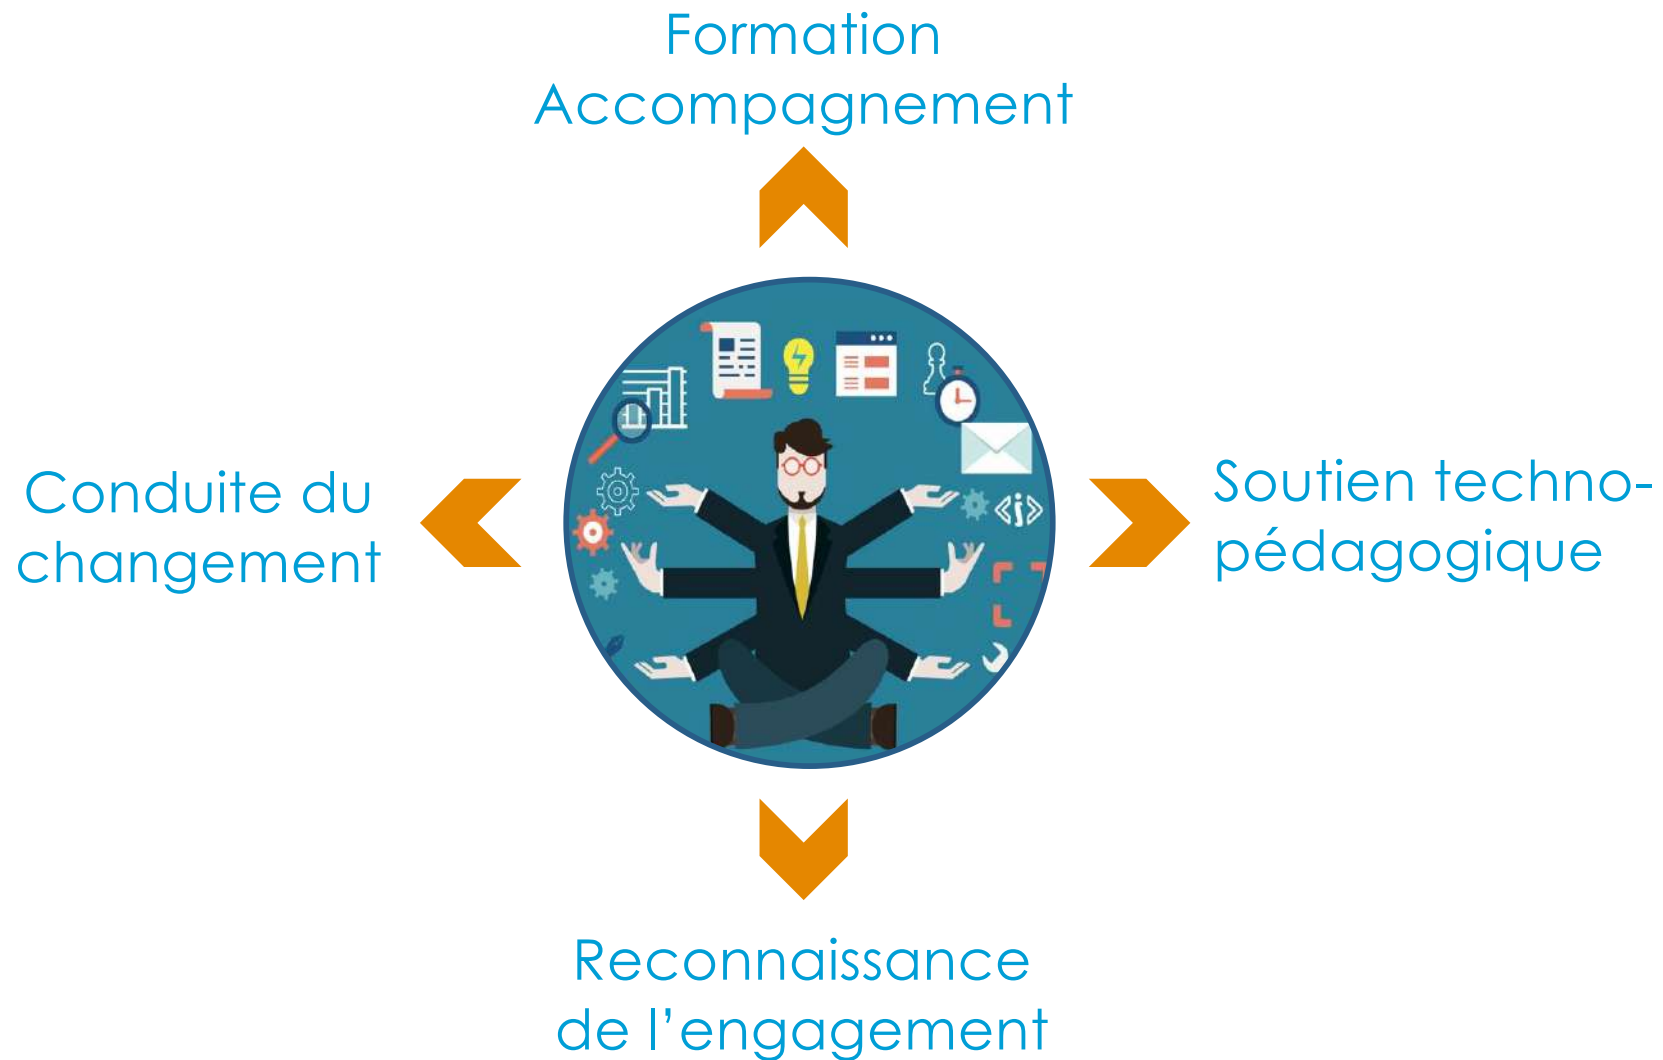 Formation
Accompagnement
Conduite du
changement
Soutien techno-
pédagogique
<i>
Reconnaissance
de l’engagement